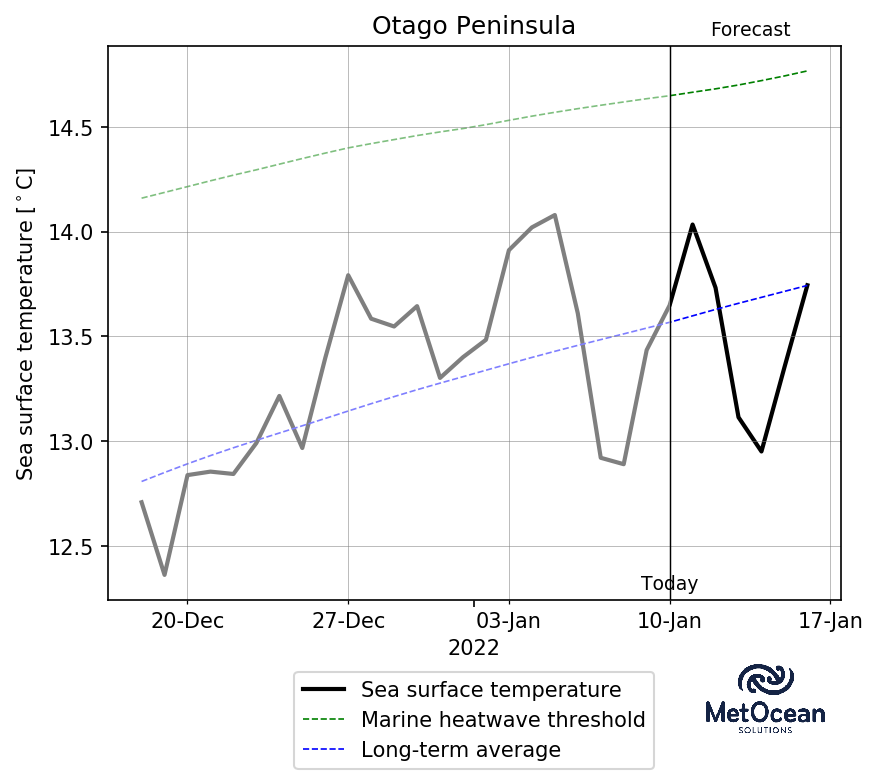 Otago Peninsula
Forecast
Sea surface temperature [°C]
14.5
14.0
13.5
13.0
12.5
Today
20-Dec 27-Dec 03-Jan 10-Jan 17-Jan
2022
Sea surface temperature
Marine heatwave threshold
Long-term average
MetOcean
SOLUTIONS